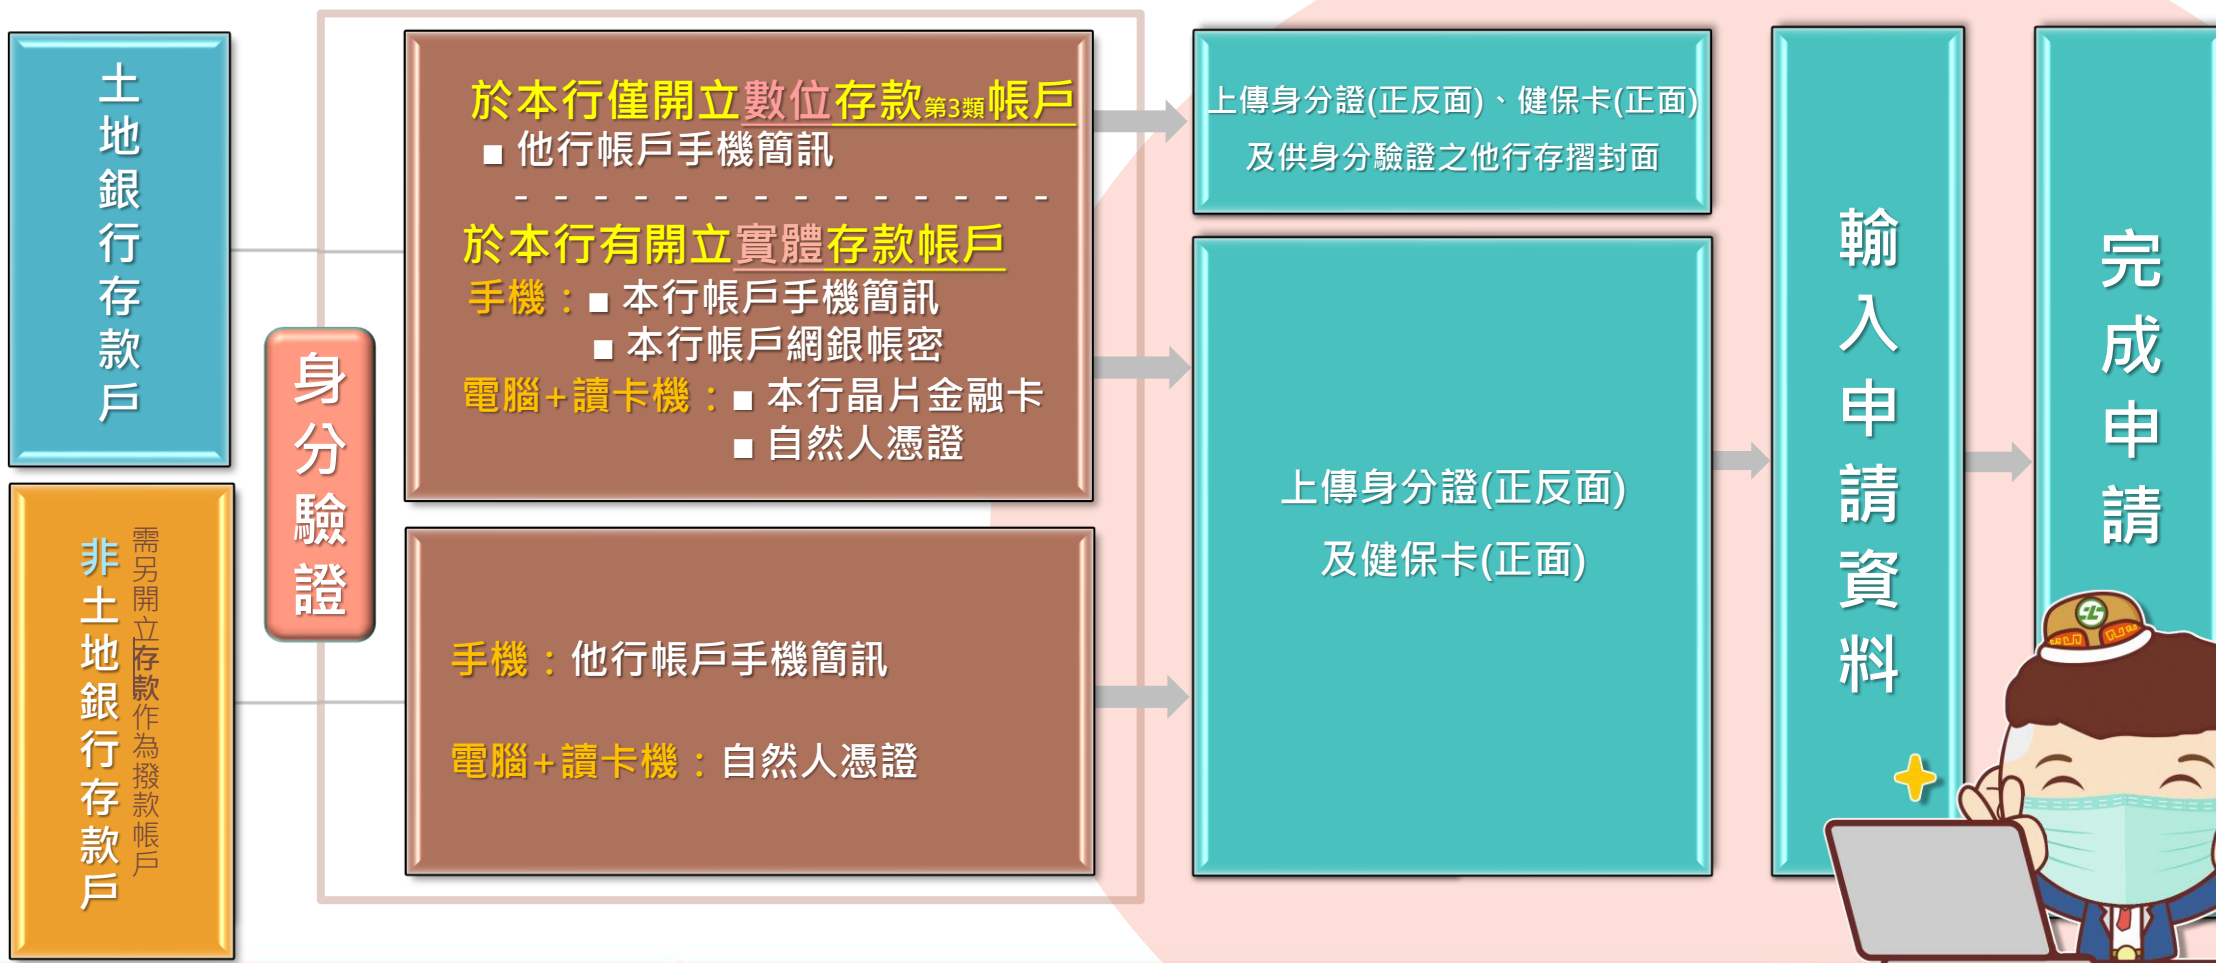 土地銀行存款戶
非土地銀行存款戶
需另開立存款作為撥款帳戶
身分驗證
於本行僅開立數位存款第3類帳戶
■ 他行帳戶手機簡訊
- - - - - - - - - - - - - -
於本行有開立實體存款帳戶
手機：■ 本行帳戶手機簡訊
■ 本行帳戶網銀帳密
電腦+讀卡機：■ 本行晶片金融卡
■ 自然人憑證
手機：他行帳戶手機簡訊
電腦+讀卡機：自然人憑證
上傳身分證(正反面)、健保卡(正面)
及供身分驗證之他行存摺封面
上傳身分證(正反面)
及健保卡(正面)
輸入申請資料
完成申請